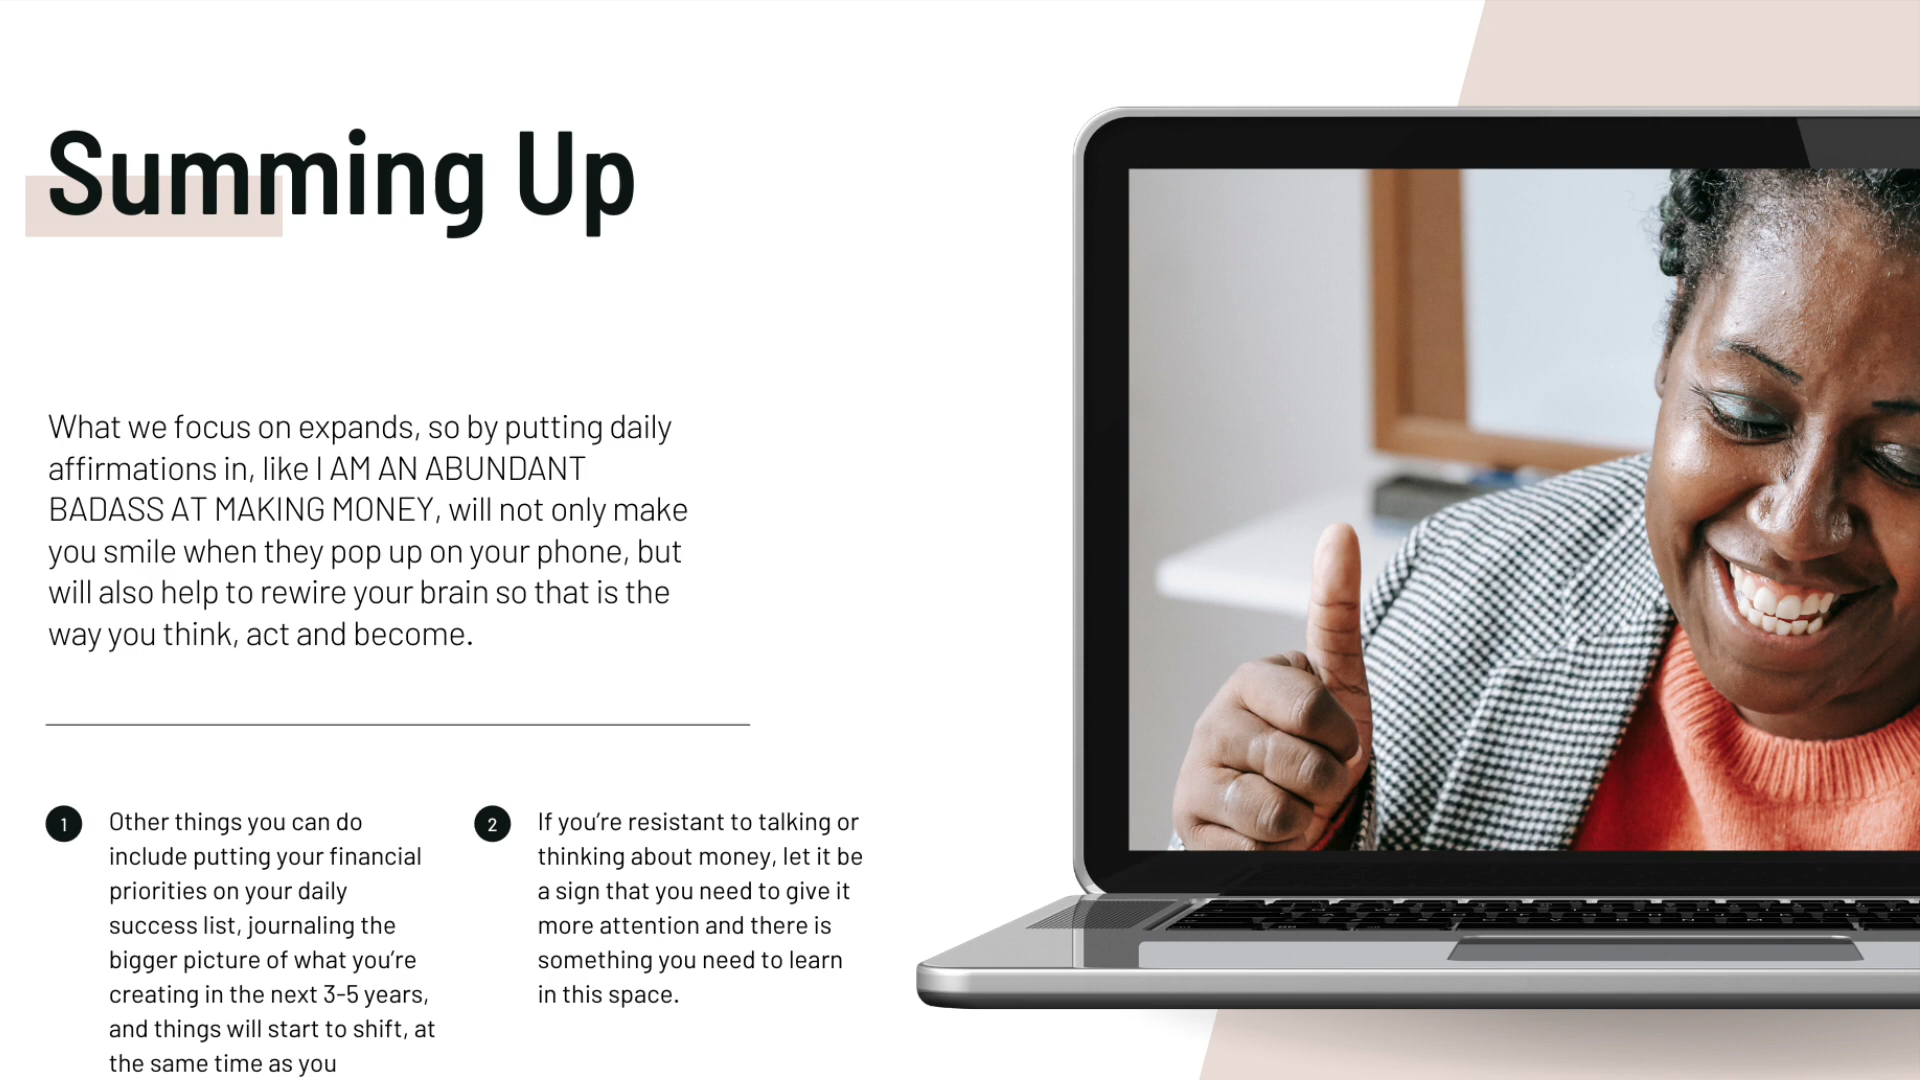 Summing Up
What we focus on expands, so by putting daily
affirmations in, like I AM AN ABUNDANT
BADASS AT MAKING MONEY, will not only make
you smile when they pop up on your phone, but
will also help to rewire your brain so that is the
way you think, act and become.
1
Other things you can do
include putting your financial
priorities on your daily
success list, journaling the
bigger picture of what you’re
creating in the next 3-5 years,
and things will start to shift, at
the same time as you
2
If you’re resistant to talking or
thinking about money, let it be
a sign that you need to give it
more attention and there is
something you need to learn
in this space.